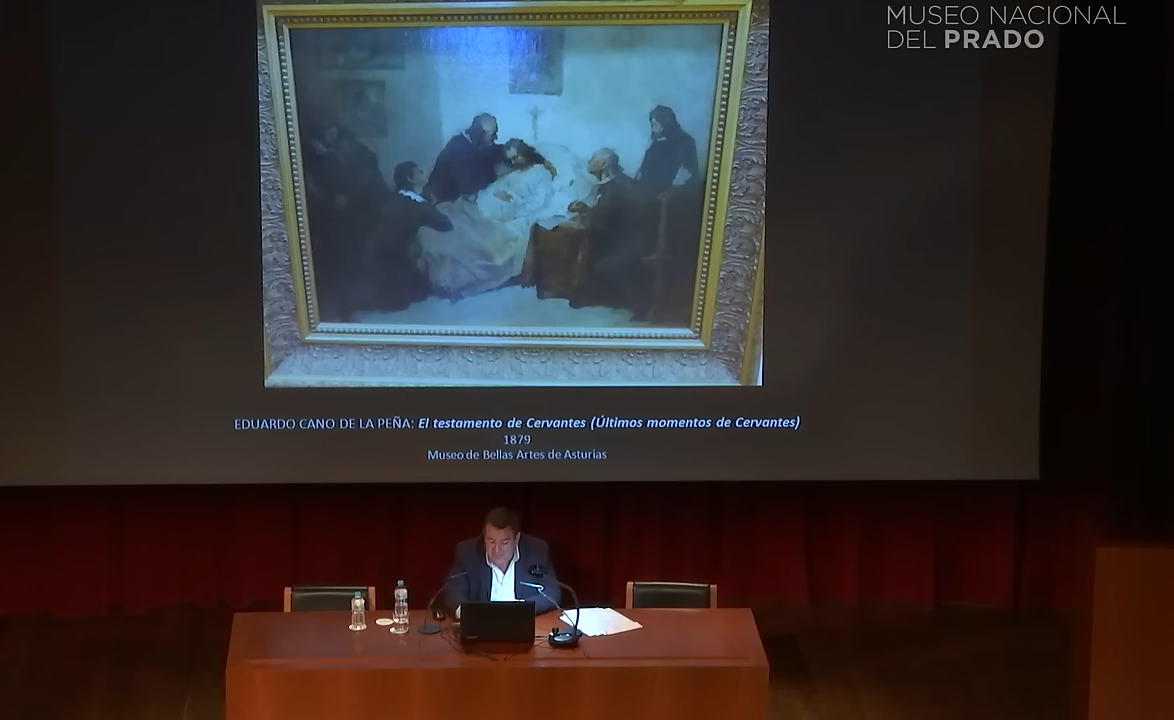 MUSEO NACIONAL
DEL PRADO
EDUARDO CANO DE LA PEÑA: El testamento de Cervantes (Últimos momentos de Cervantes)
1879
Museo de Bellas Artes de Asturias